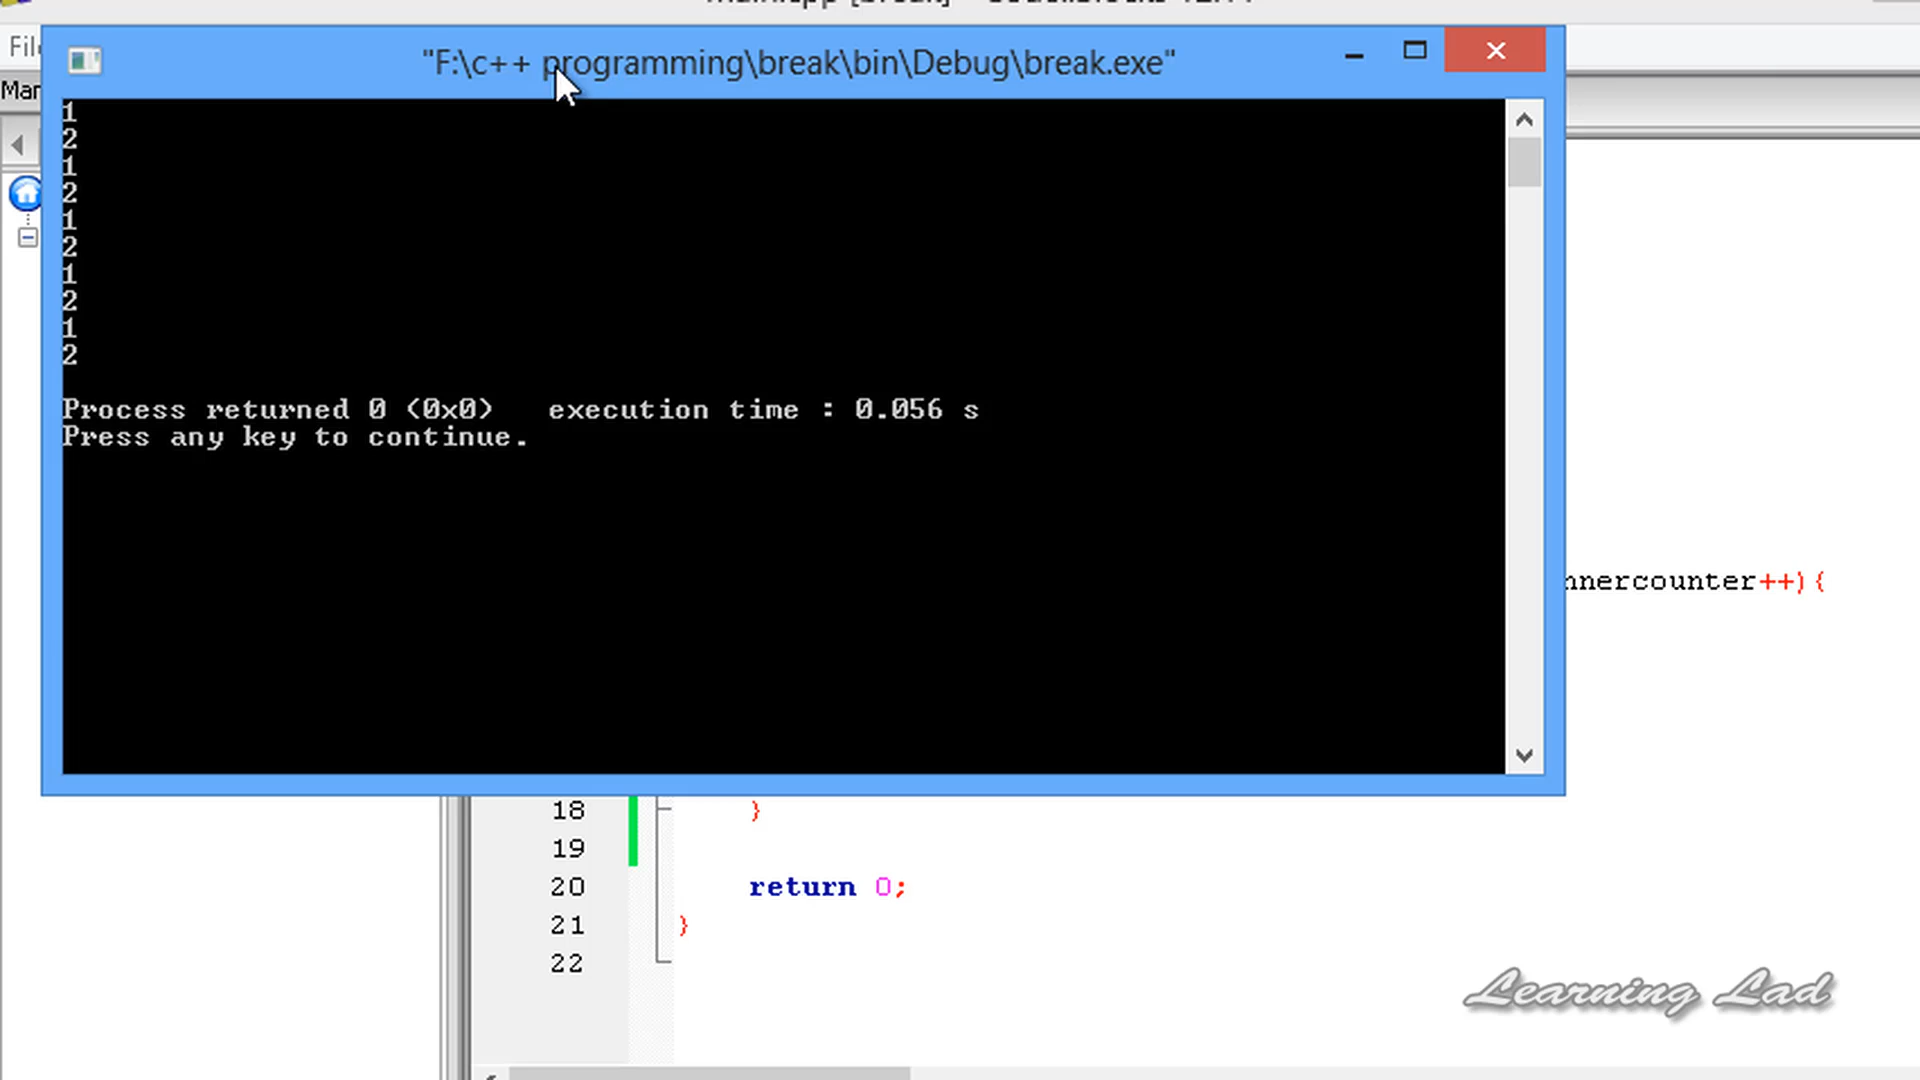 File
"F:\c++ programming\break\bin\Debug\break.exe"
1
2
1
2
1
2
1
2
1
2
Process returned 0 (0x0)   execution time : 0.056 s
Press any key to continue.
nnercounter++){
18 }
19
20 return 0;
21 }
22
Learning Lad